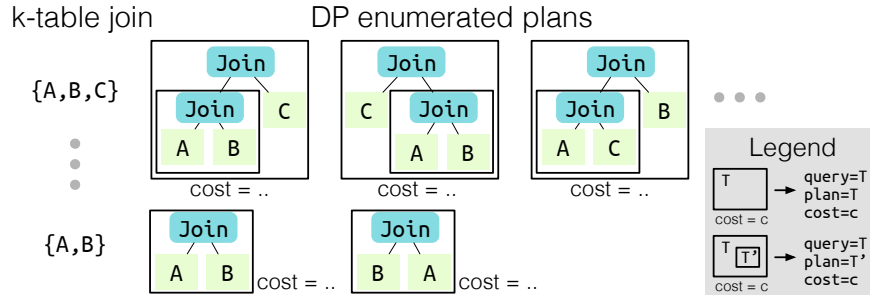 k-table join
DP enumerated plans
{A,B,C}
Join
Join
C
A
B
cost = ..
Join
C
Join
A
B
cost = ..
Join
Join
B
A
C
cost = ..
{A,B}
Join
A
B
cost = ..
Join
B
A
cost = ..
Legend
T
cost = c
query=T
plan=T
cost=c
T
T'
cost = c
query=T
plan=T'
cost=c